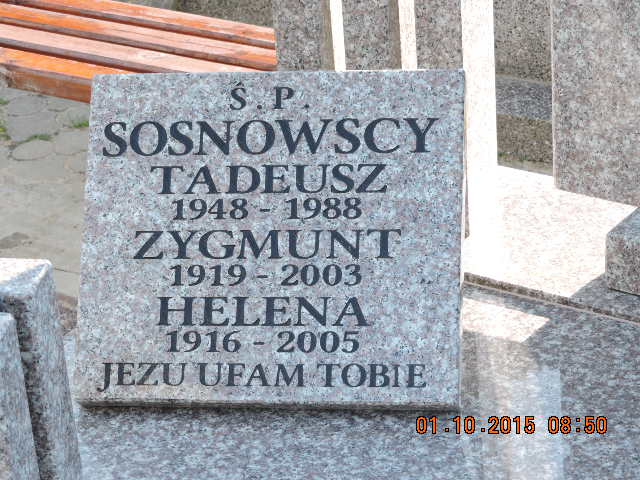 Ś.P.
SOSNOWSCY
TADEUSZ
1948 - 1988
ZYGMUNT
1919 - 2003
HELENA
1916 - 2005
JEZU UFAM TOBIE
01.10.2015 08:50